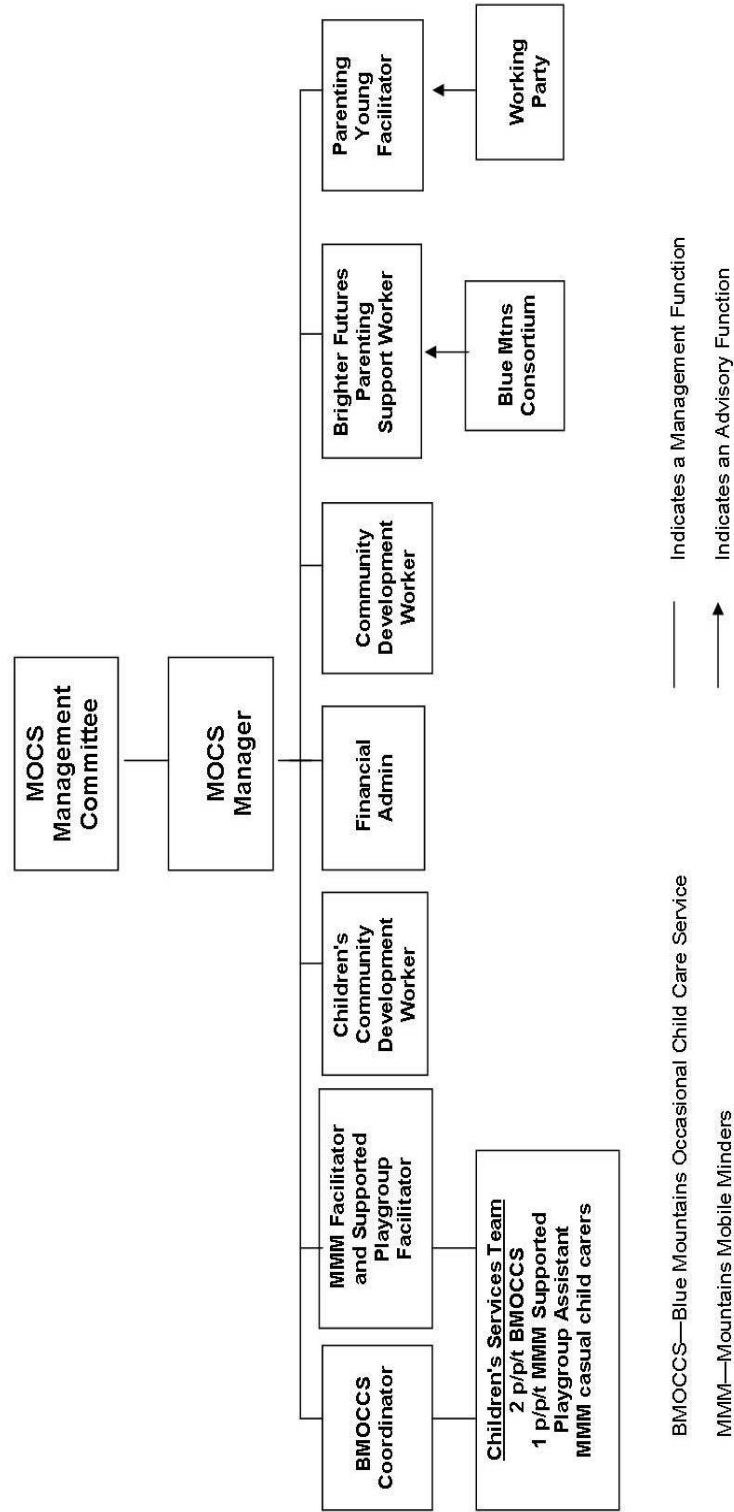 MOCS
Management
Committee
MOCS
Manager
BMOCCS
Coordinator
MMM Facilitator
and Supported
Playgroup
Facilitator
Children's
Community
Development
Worker
Financial
Admin
Community
Development
Worker
Brighter Futures
Parenting
Support Worker
Parenting
Young
Facilitator
Children's Services Team
2 p/p/t BMOCCS
1 p/p/t MMM Supported
Playgroup Assistant
MMM casual child carers
Blue Mtns
Consortium
Working
Party
BMOCCS—Blue Mountains Occasional Child Care Service
MMM—Mountains Mobile Minders
Indicates a Management Function
Indicates an Advisory Function